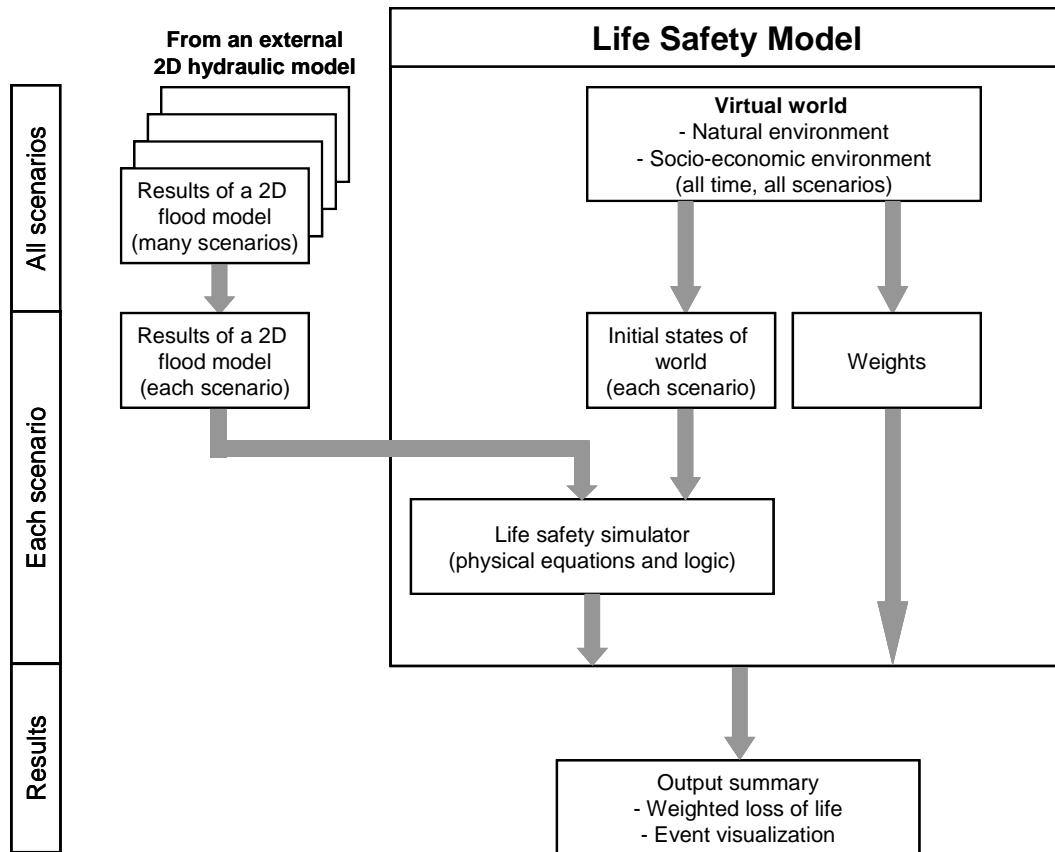 From an external
2D hydraulic model
Life Safety Model
All scenarios
Results of a 2D
flood model
(many scenarios)
Virtual world
- Natural environment
- Socio-economic environment
(all time, all scenarios)
Each scenario
Results of a 2D
flood model
(each scenario)
Initial states of
world
(each scenario)
Weights
Life safety simulator
(physical equations and logic)
Results
Output summary
- Weighted loss of life
- Event visualization